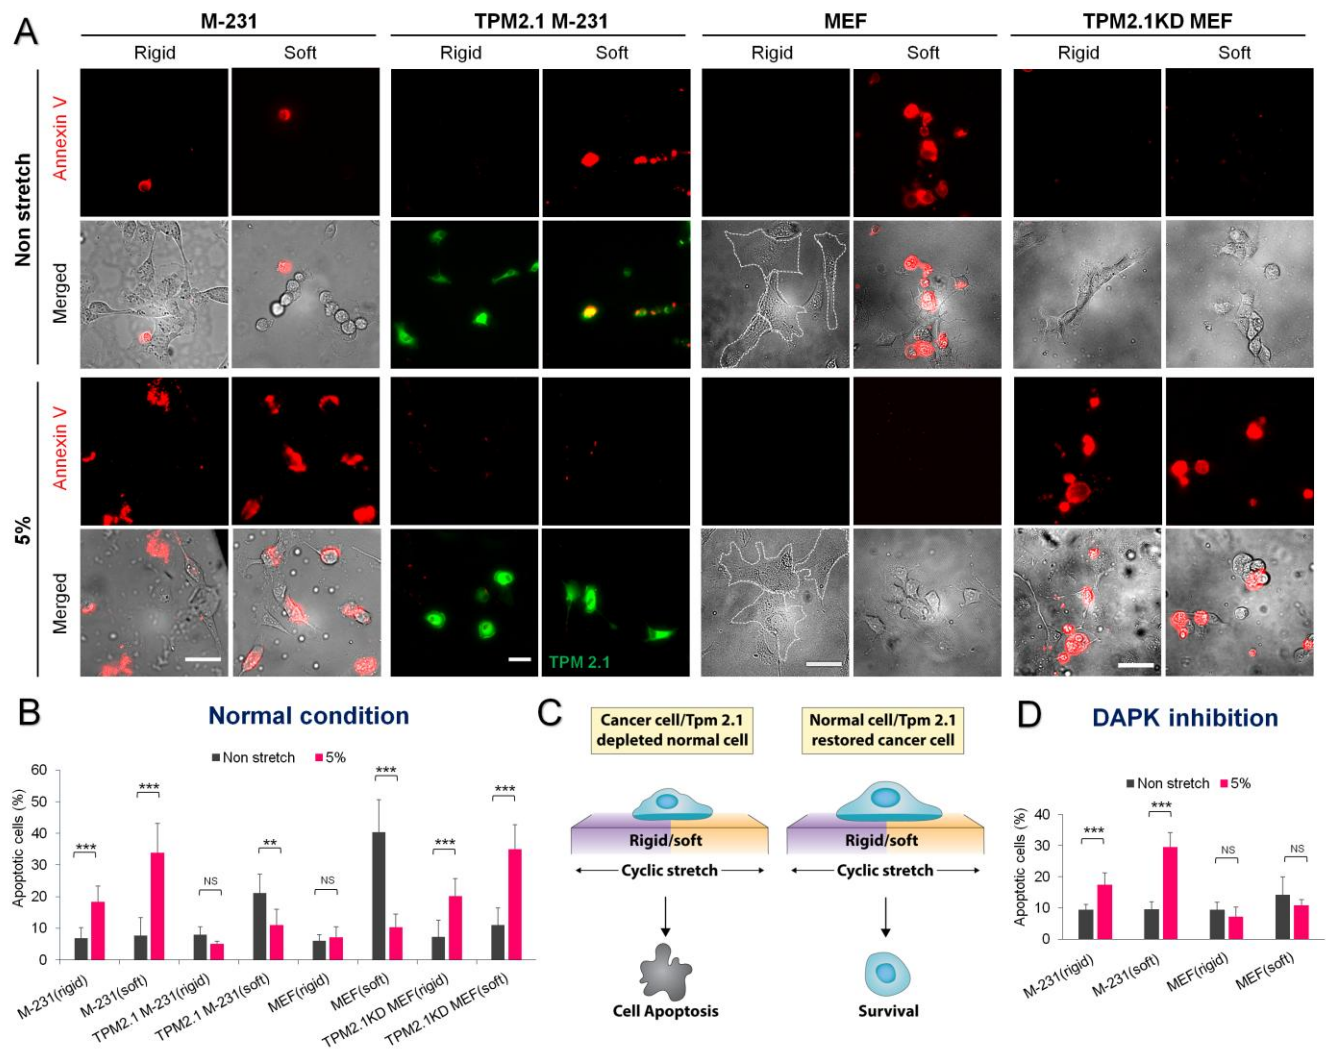 A
M-231
TPM2.1 M-231
MEF
TPM2.1KD MEF
Rigid
Soft
Rigid
Soft
Rigid
Soft
Rigid
Soft
Non stretch
Annexin V
Merged
5%
Annexin V
Merged
TPM 2.1
B
Normal condition
Non stretch
5%
Apoptotic cells (%)
60
50
40
30
20
10
0
***
***
NS
**
NS
***
***
***
M-231(rigid)
M-231(soft)
TPM2.1 M-231(rigid)
TPM2.1 M-231(soft)
MEF(rigid)
MEF(soft)
TPM2.1KD MEF(rigid)
TPM2.1KD MEF(soft)
C
Cancer cell/Tpm 2.1
depleted normal cell
Normal cell/Tpm 2.1
restored cancer cell
Rigid/soft
Rigid/soft
Cyclic stretch
Cyclic stretch
Cell Apoptosis
Survival
D
DAPK inhibition
Non stretch
5%
Apoptotic cells (%)
40
30
20
10
0
***
***
NS
NS
M-231(rigid)
M-231(soft)
MEF(rigid)
MEF(soft)